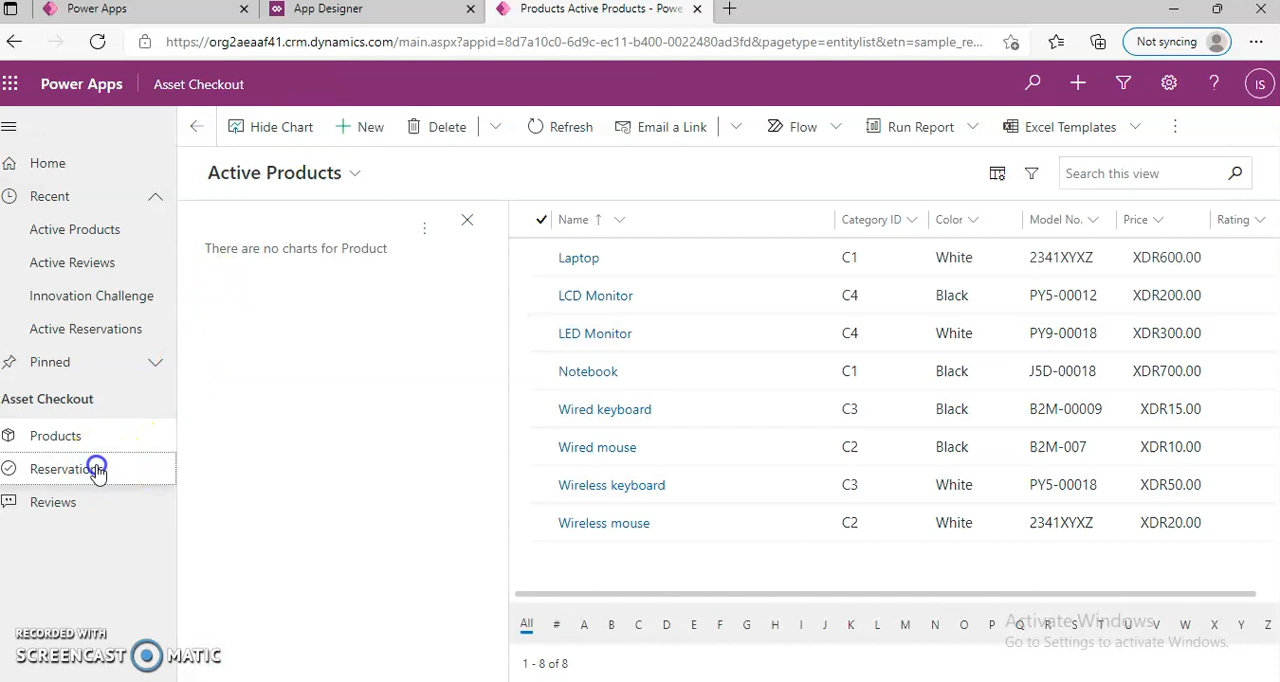 Power Apps
App Designer
Products Active Products - Powe
https://org2aeaaf41.crm.dynamics.com/main.aspx?appid=8d7a10c0-6d9c-ec11-b400-0022480ad3fd&pagetype=entitylist&etn=sample_re...
Not syncing
Power Apps
Asset Checkout
IS
Hide Chart
New
Delete
Refresh
Email a Link
Flow
Run Report
Excel Templates
Home
Recent
Active Products
Active Reviews
Innovation Challenge
Active Reservations
Pinned
Asset Checkout
Products
Reservations
Reviews
Active Products
Search this view
There are no charts for Product
Name Category ID Color Model No. Price Rating
Laptop C1 White 2341XYXZ XDR600.00
LCD Monitor C4 Black PY5-00012 XDR200.00
LED Monitor C4 White PY9-00018 XDR300.00
Notebook C1 Black J5D-00018 XDR700.00
Wired keyboard C3 Black B2M-00009 XDR15.00
Wired mouse C2 Black B2M-007 XDR10.00
Wireless keyboard C3 White PY5-00018 XDR50.00
Wireless mouse C2 White 2341XYXZ XDR20.00
All # A B C D E F G H I J K L M N O P Q R S T U V W X Y Z
Activate Windows
Go to Settings to activate Windows.
1 - 8 of 8
RECORDED WITH
SCREENCAST MATIC